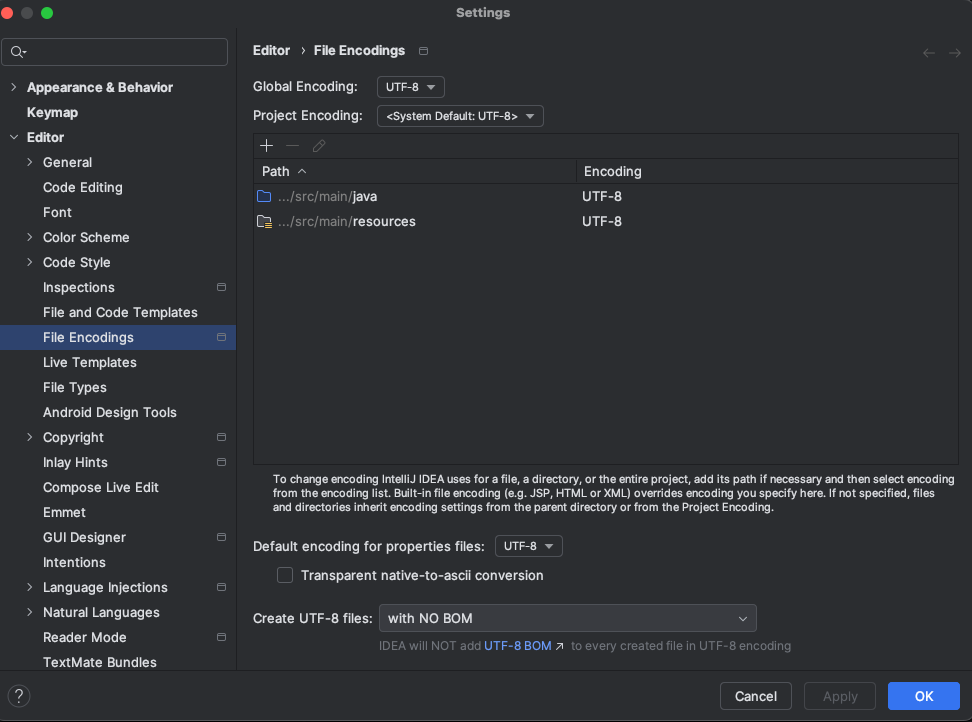 Settings
Appearance & Behavior
Keymap
Editor
General
Code Editing
Font
Color Scheme
Code Style
Inspections
File and Code Templates
File Encodings
Live Templates
File Types
Android Design Tools
Copyright
Inlay Hints
Compose Live Edit
Emmet
GUI Designer
Intentions
Language Injections
Natural Languages
Reader Mode
TextMate Bundles
Editor › File Encodings
Global Encoding: UTF-8
Project Encoding: <System Default: UTF-8>
Path Encoding
.../src/main/java UTF-8
.../src/main/resources UTF-8
To change encoding IntelliJ IDEA uses for a file, a directory, or the entire project, add its path if necessary and then select encoding
from the encoding list. Built-in file encoding (e.g. JSP, HTML or XML) overrides encoding you specify here. If not specified, files
and directories inherit encoding settings from the parent directory or from the Project Encoding.
Default encoding for properties files: UTF-8
Transparent native-to-ascii conversion
Create UTF-8 files: with NO BOM
IDEA will NOT add UTF-8 BOM ↗ to every created file in UTF-8 encoding
? Cancel Apply OK